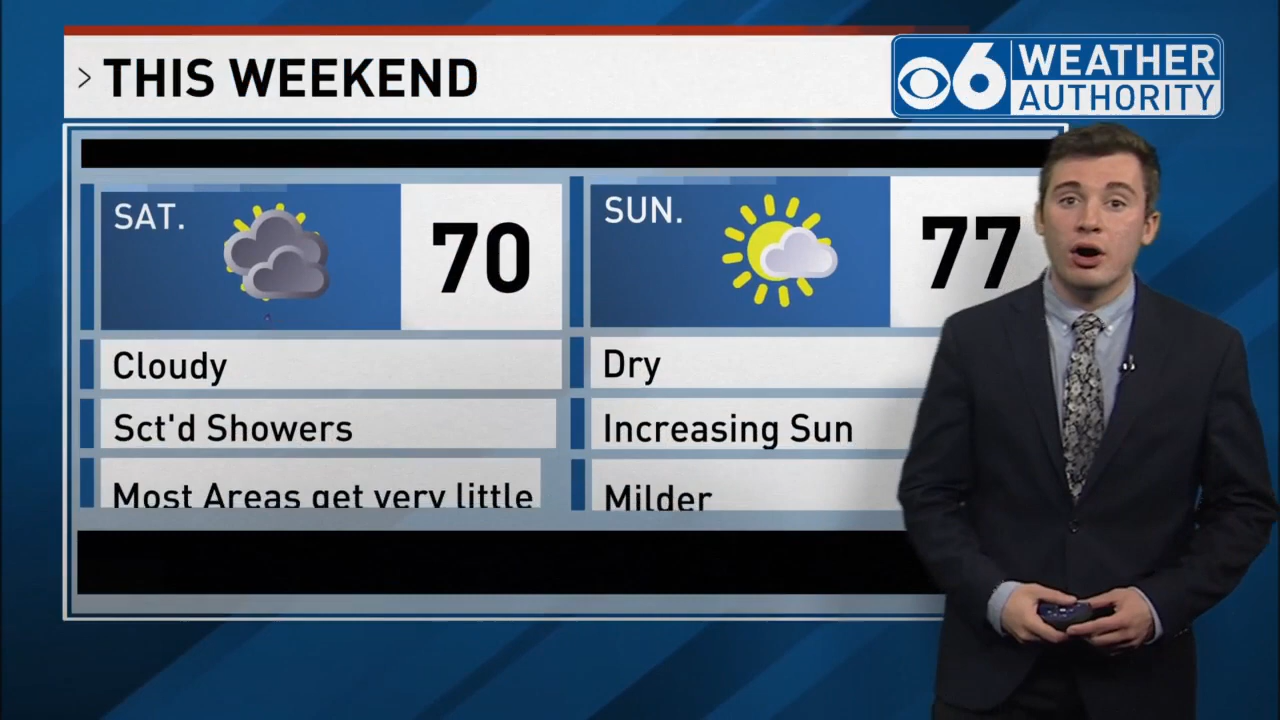 > THIS WEEKEND
6 WEATHER
AUTHORITY
SAT.
70
SUN.
77
Cloudy
Dry
Sct'd Showers
Increasing Sun
Most Areas get very little
Milder